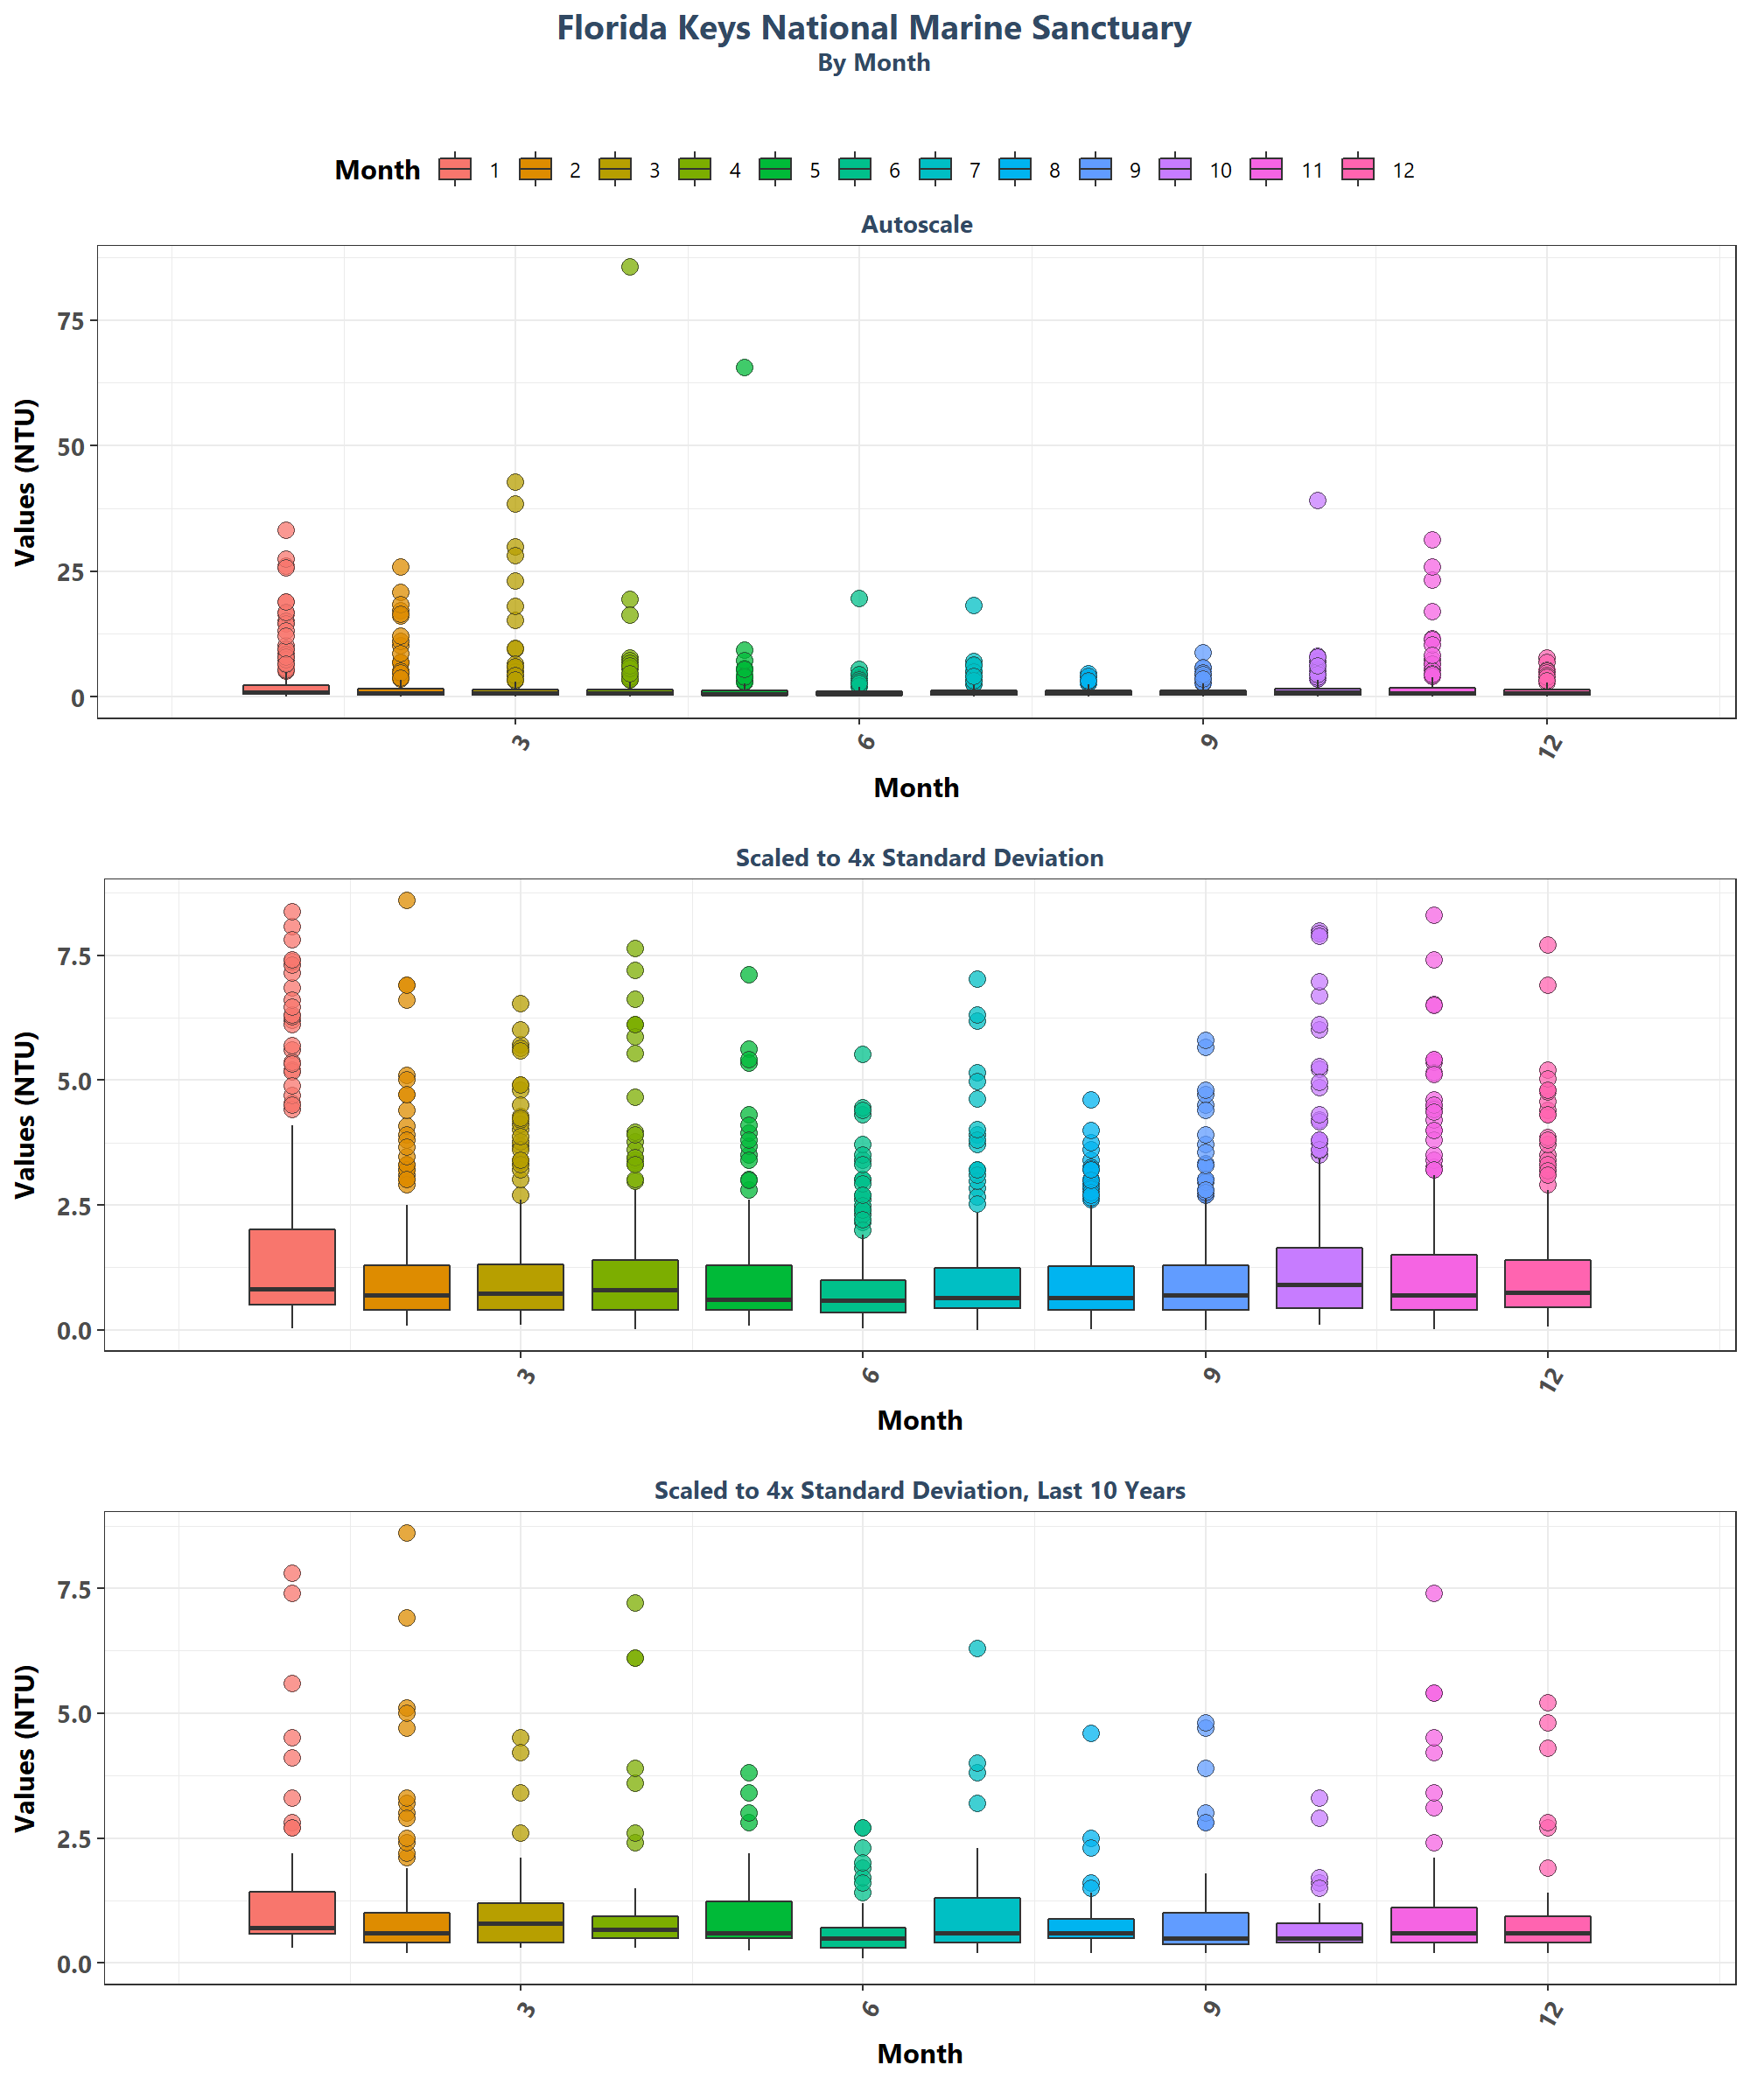 Florida Keys National Marine Sanctuary
By Month
Month 1 2 3 4 5 6 7 8 9 10 11 12
Autoscale
Values (NTU)
75
50
25
0
3 6 9 12
Month
Scaled to 4x Standard Deviation
Values (NTU)
7.5
5.0
2.5
0.0
3 6 9 12
Month
Scaled to 4x Standard Deviation, Last 10 Years
Values (NTU)
7.5
5.0
2.5
0.0
3 6 9 12
Month